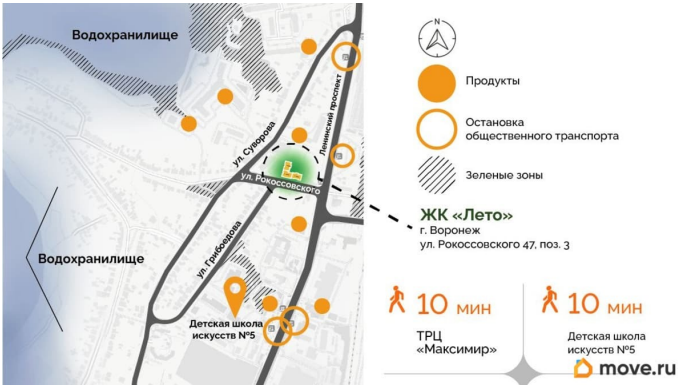 Водохранилище
ул. Суворова
Ленинский проспект
ул. Рокоссовского
ул. Грибоедова
Водохранилище
Детская школа
искусств №5
N
Продукты
Остановка
общественного транспорта
Зеленые зоны
ЖК «Лето»
г. Воронеж
ул. Рокоссовского 47, поз. 3
10 мин
ТРЦ
«Максимир»
10 мин
Детская школа
искусств №5
move.ru